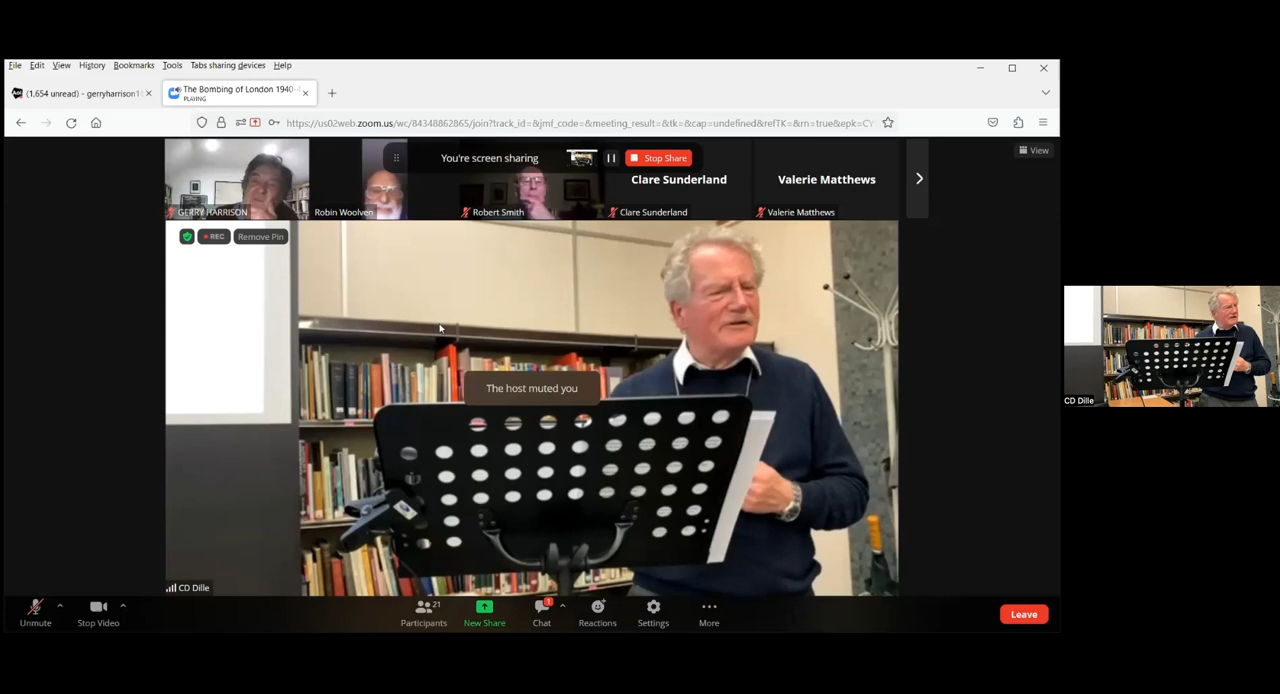 File Edit View History Bookmarks Tools Tabs sharing devices Help
(1,654 unread) - gerryharrison1
The Bombing of London 1940-
PLAYING
https://us02web.zoom.us/wc/84348862865/join?track_id=&jmf_code=&meeting_result=&tk=&cap=undefined&refTK=&rn=true&epk=CY
You're screen sharing
Stop Share
View
Clare Sunderland
Valerie Matthews
GERRY HARRISON
Robin Woolven
Robert Smith
Clare Sunderland
Valerie Matthews
REC
Remove Pin
The host muted you
CD Dille
CD Dille
21
1
Unmute
Stop Video
Participants
New Share
Chat
Reactions
Settings
More
Leave